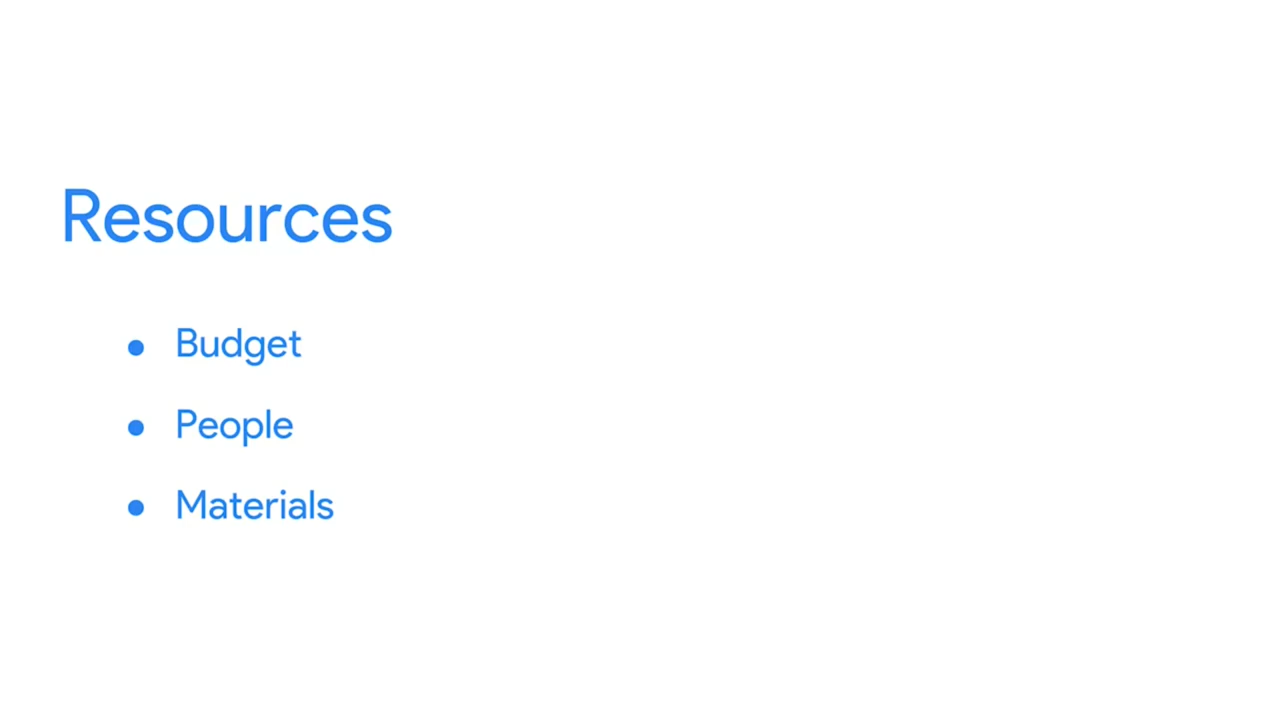 Resources
● Budget
● People
● Materials